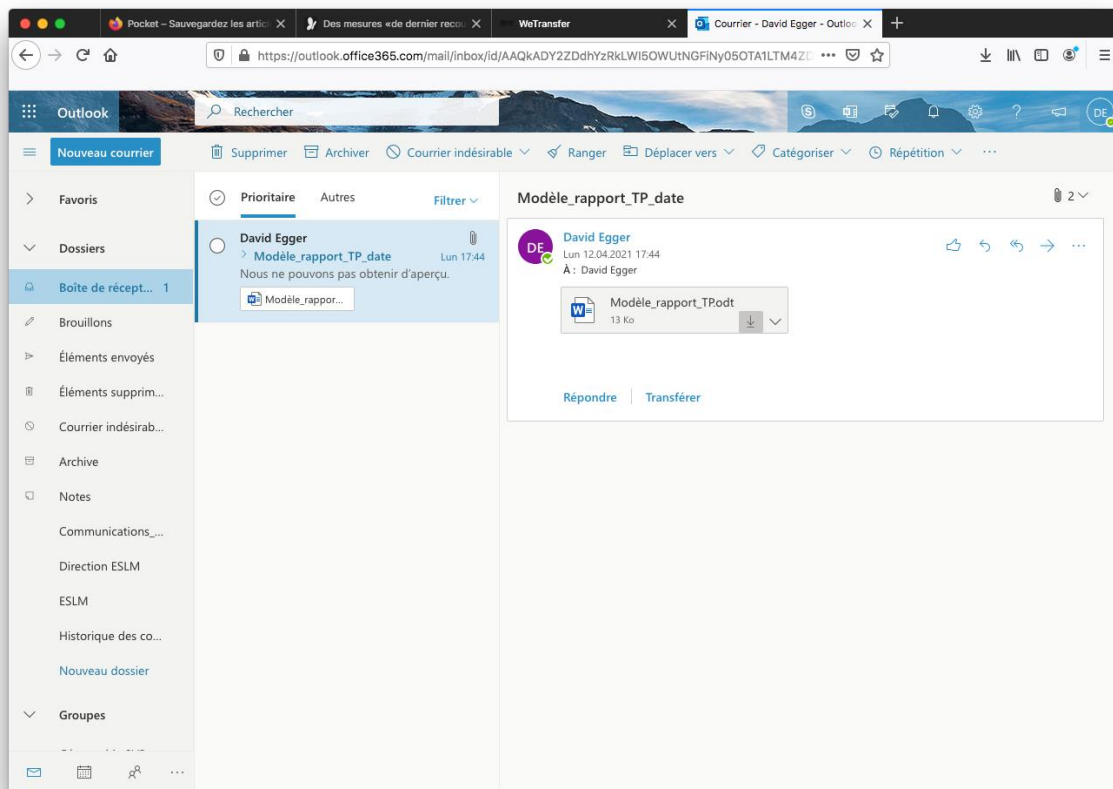 Pocket – Sauvegardez les artic
Des mesures «de dernier recou
WeTransfer
Courrier - David Egger - Outloo
https://outlook.office365.com/mail/inbox/id/
Outlook
Rechercher
DE
Nouveau courrier
Supprimer
Archiver
Courrier indésirable
Ranger
Déplacer vers
Catégoriser
Répétition
Favoris
Dossiers
Boîte de récept... 1
Brouillons
Éléments envoyés
Éléments supprim...
Courrier indésirab...
Archive
Notes
Communications_...
Direction ESLM
ESLM
Historique des co...
Nouveau dossier
Groupes
Prioritaire
Autres
Filtrer
David Egger
Modèle_rapport_TP_date
Lun 17:44
Nous ne pouvons pas obtenir d'aperçu.
Modèle_rappor...
Modèle_rapport_TP_date
2
DE
David Egger
Lun 12.04.2021 17:44
À : David Egger
Modèle_rapport_TP.odt
13 Ko
Répondre
Transférer